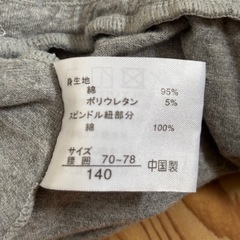 身生地
綿 95%
ポリウレタン 5%
スピンドル紐部分
綿 100%
サイズ
腰囲 70~78
140 中国製